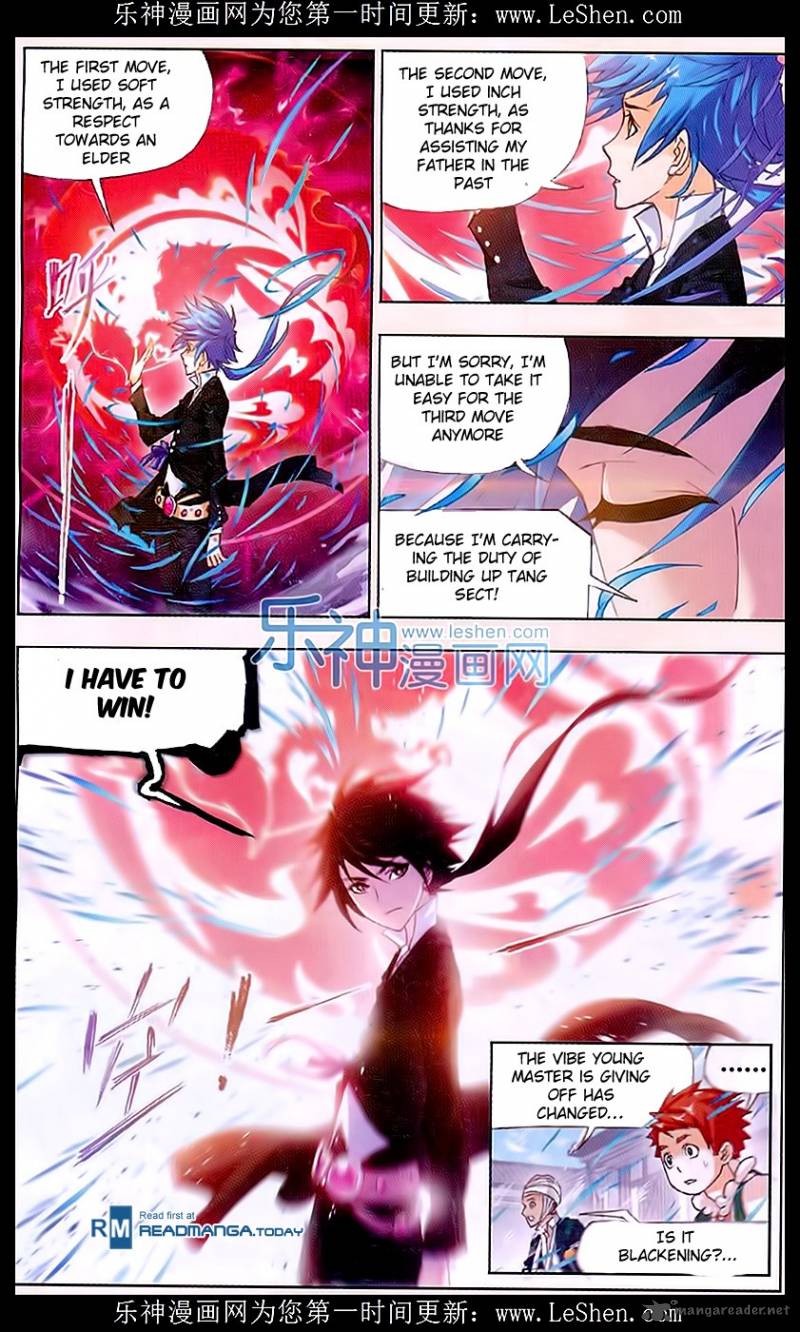 乐神漫画网为您第一时间更新：www.LeShen.com
THE FIRST MOVE,
I USED SOFT
STRENGTH, AS A
RESPECT
TOWARDS AN
ELDER
THE SECOND MOVE,
I USED INCH
STRENGTH, AS
THANKS FOR
ASSISTING MY
FATHER IN THE
PAST
呼
BUT I'M SORRY, I'M
UNABLE TO TAKE IT
EASY FOR THE
THIRD MOVE
ANYMORE
BECAUSE I'M CARRY-
ING THE DUTY OF
BUILDING UP TANG
SECT!
乐神漫画网
www.leshen.com
I HAVE TO
WIN!
THE VIBE YOUNG
MASTER IS GIVING
OFF HAS
CHANGED...
.......
IS IT
BLACKENING?...
Read first at
RM READMANGA.TODAY
乐神漫画网为您第一时间更新：www.LeShen.com
mangareader.net